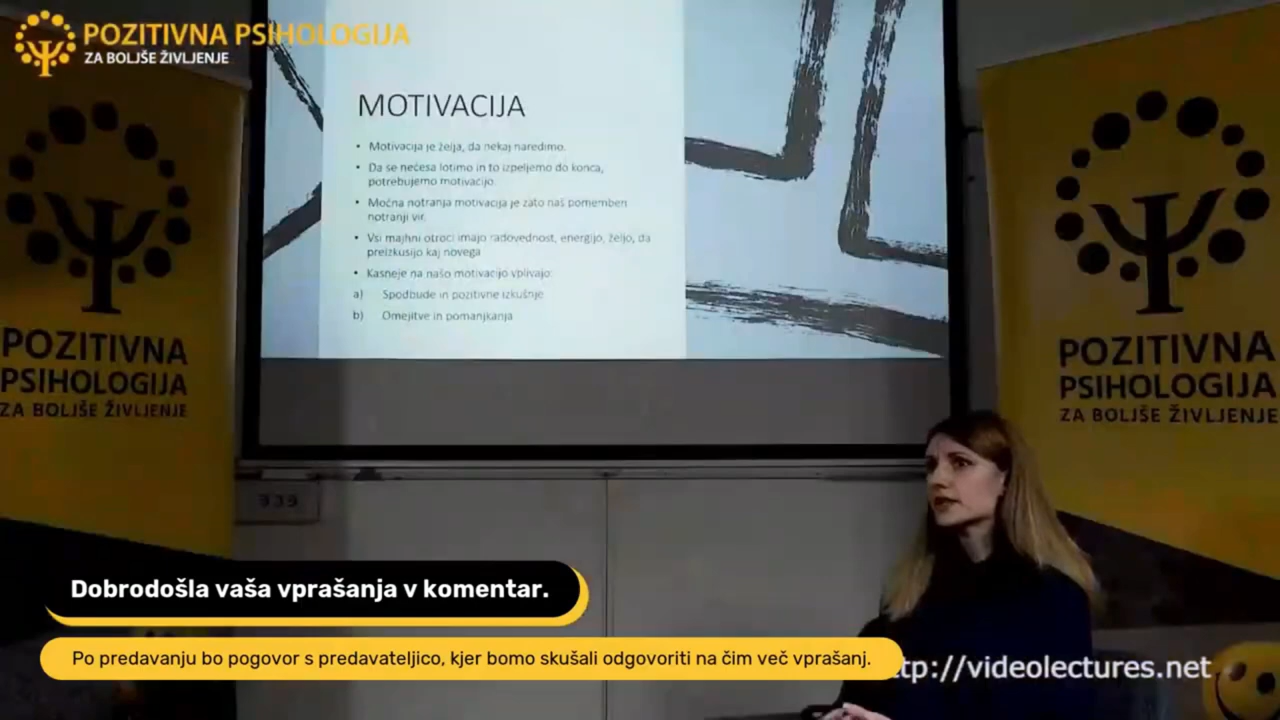 POZITIVNA PSIHOLOGIJA
ZA BOLJŠE ŽIVLJENJE
MOTIVACIJA
• Motivacija je želja, da nekaj naredimo.
• Da se nečesa lotimo in to izpeljemo do konca,
potrebujemo motivacijo.
• Močna notranja motivacija je zato naš pomemben
notranji vir.
• Vsi majhni otroci imajo radovednost, energijo, željo, da
preizkusijo kaj novega
• Kasneje na našo motivacijo vplivajo:
a) Spodbude in pozitivne izkušnje
b) Omejitve in pomanjkanja
POZITIVNA
PSIHOLOGIJA
ZA BOLJŠE ŽIVLJENJE
POZITIVNA
PSIHOLOGIJA
ZA BOLJŠE ŽIVLJENJE
339
Dobrodošla vaša vprašanja v komentar.
Po predavanju bo pogovor s predavateljico, kjer bomo skušali odgovoriti na čim več vprašanj.
ttp://videolectures.net